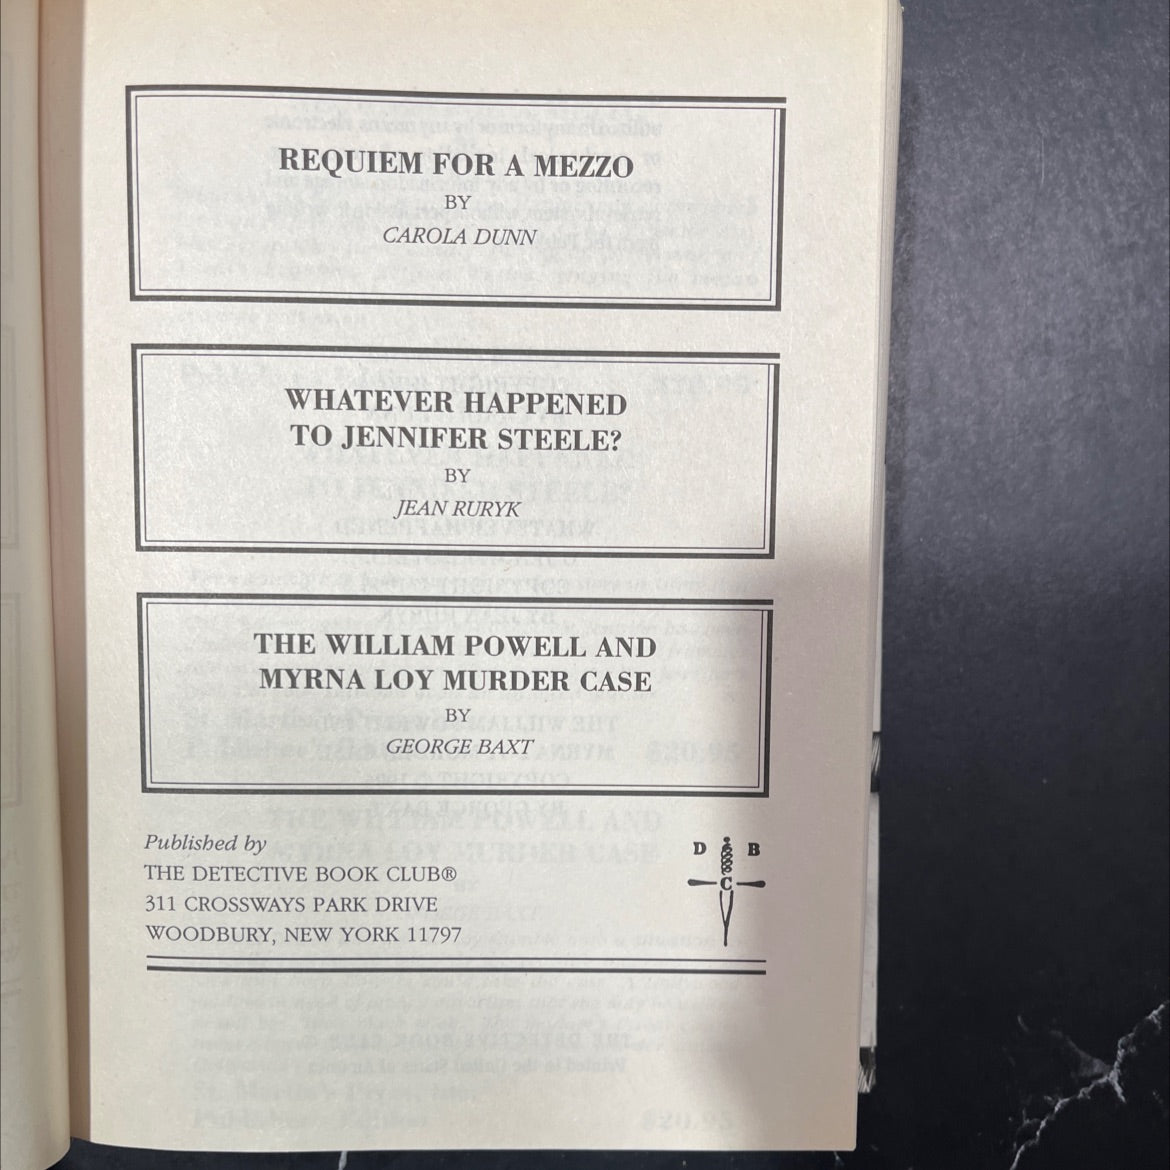 REQUIEM FOR A MEZZO
BY
CAROLA DUNN
WHATEVER HAPPENED
TO JENNIFER STEELE?
BY
JEAN RURYK
THE WILLIAM POWELL AND
MYRNA LOY MURDER CASE
BY
GEORGE BAXT
Published by
THE DETECTIVE BOOK CLUB®
311 CROSSWAYS PARK DRIVE
WOODBURY, NEW YORK 11797
D B
C